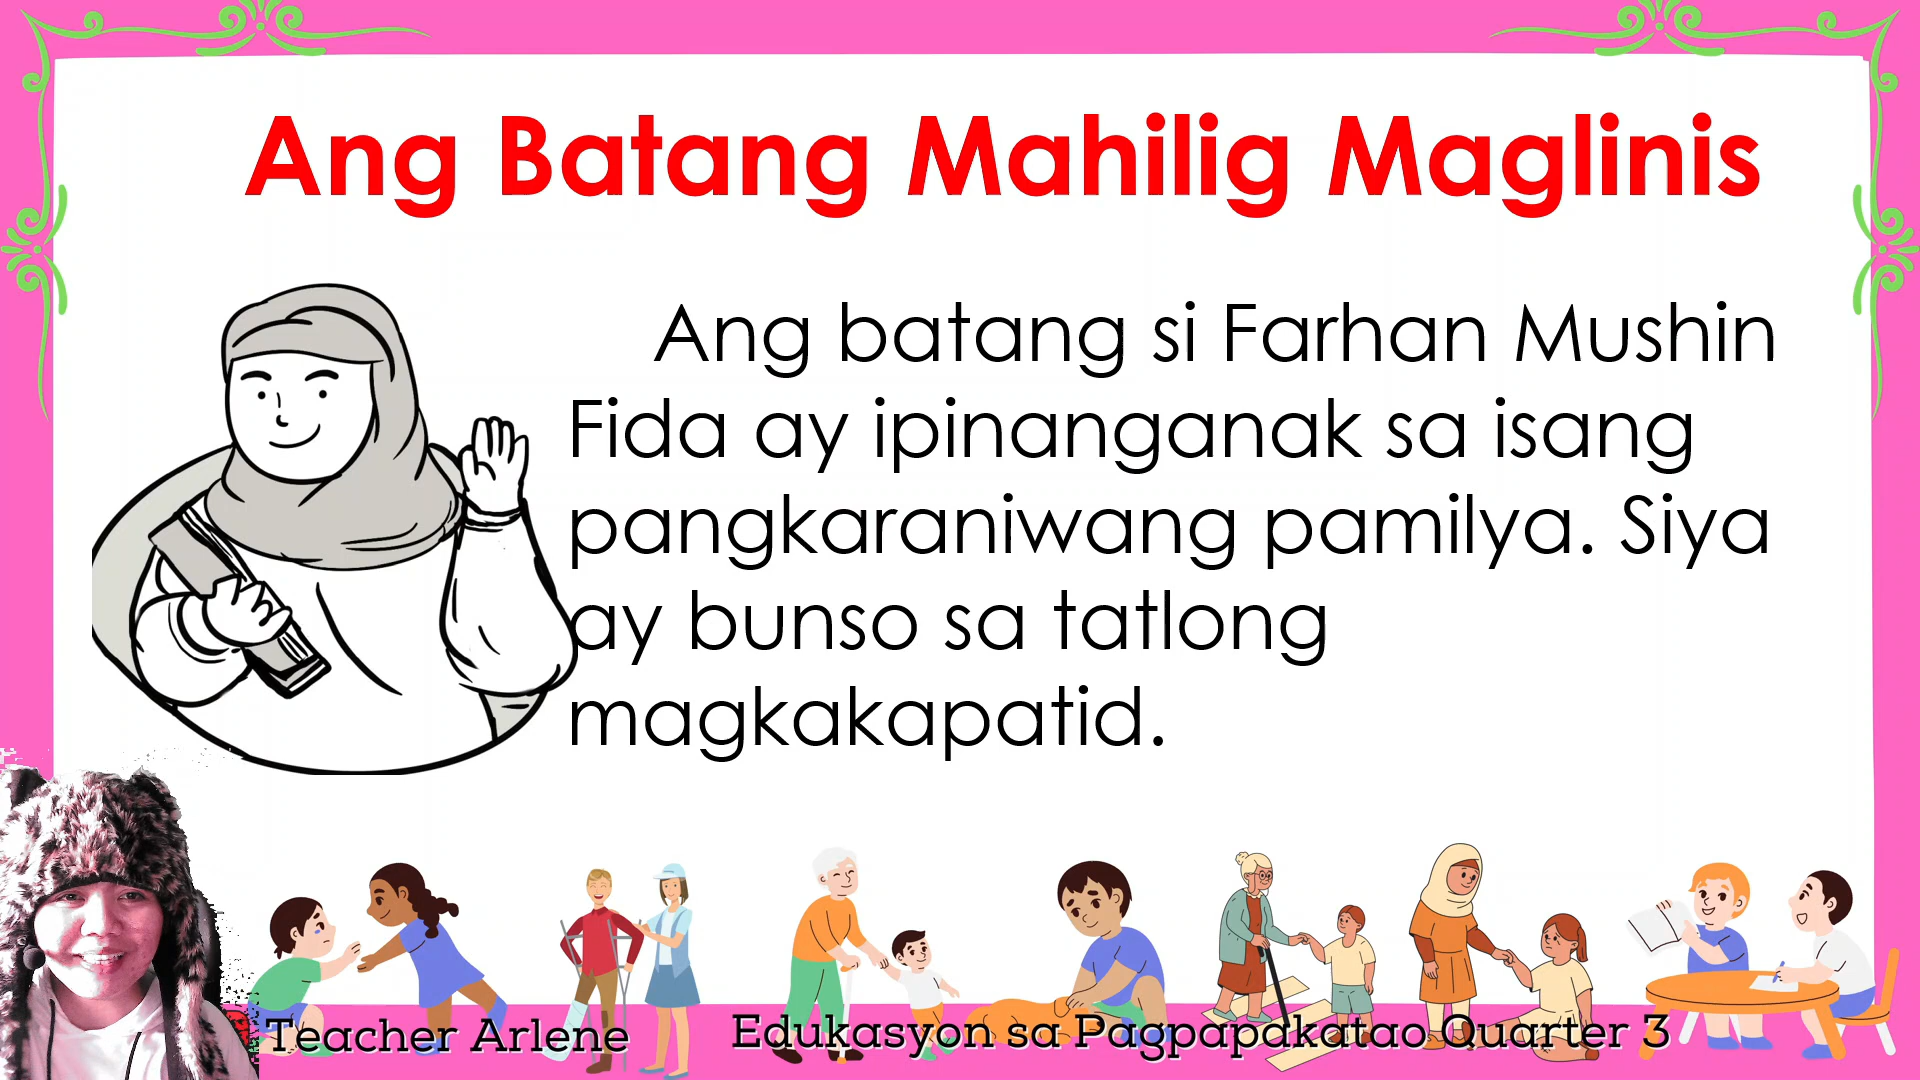 Ang Batang Mahilig Maglinis
Ang batang si Farhan Mushin
Fida ay ipinanganak sa isang
pangkaraniwang pamilya. Siya
ay bunso sa tatlong
magkakapatid.
Teacher Arlene
Edukasyon sa Pagpapakatao Quarter 3